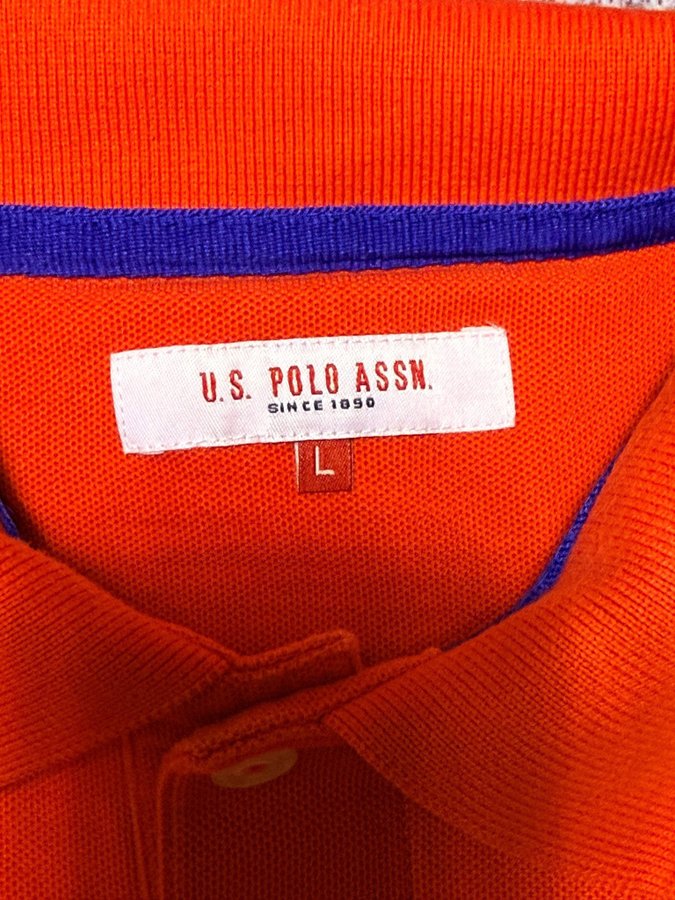 U.S. POLO ASSN.
SINCE 1890
L